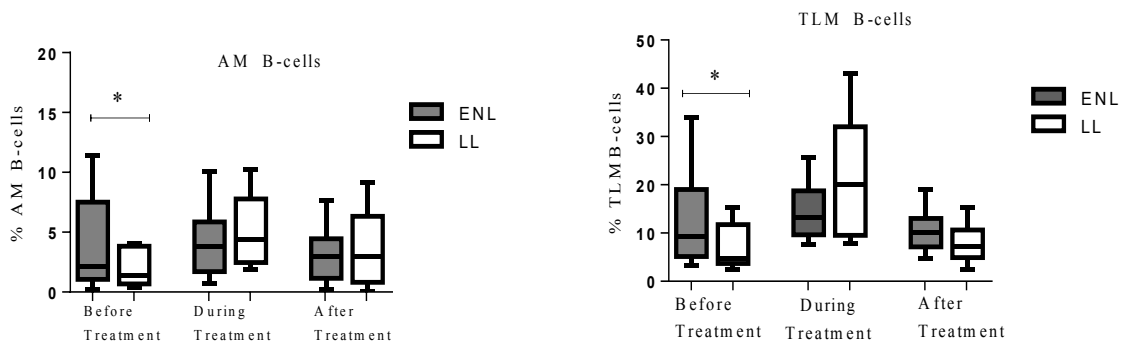 AM B-cells
% AM B-cells
20
15
10
5
0
*
ENL
LL
Before Treatment
During Treatment
After Treatment
TLM B-cells
% TLMB-cells
50
40
30
20
10
0
*
ENL
LL
Before Treatment
During Treatment
After Treatment